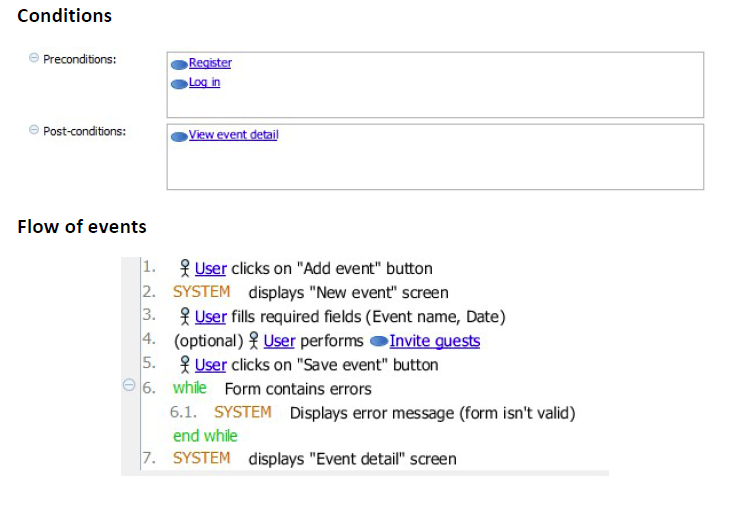 Conditions
Preconditions:
Register
Log in
Post-conditions:
View event detail
Flow of events
1. User clicks on "Add event" button
2. SYSTEM displays "New event" screen
3. User fills required fields (Event name, Date)
4. (optional) User performs Invite guests
5. User clicks on "Save event" button
6. while Form contains errors
6.1. SYSTEM Displays error message (form isn't valid)
end while
7. SYSTEM displays "Event detail" screen